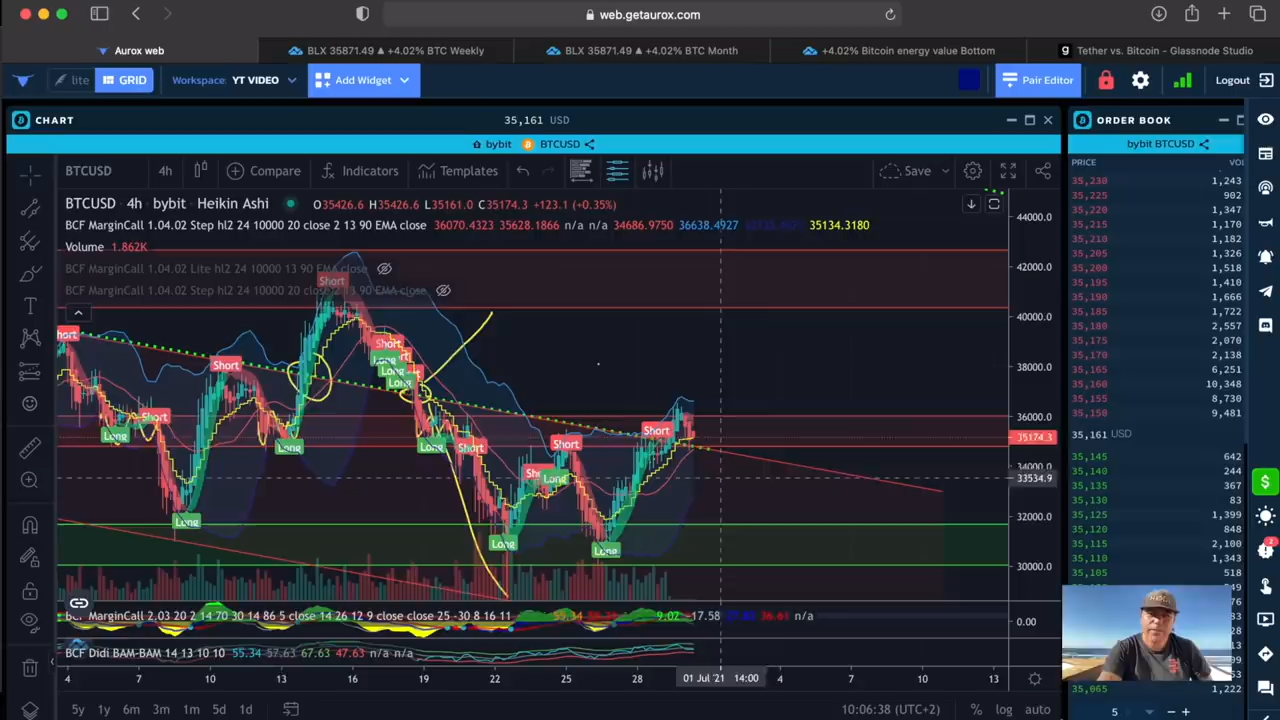 web.getaurox.com
Aurox web
BLX 35871.49 ▲ +4.02% BTC Weekly
BLX 35871.49 ▲ +4.02% BTC Month
+4.02% Bitcoin energy value Bottom
Tether vs. Bitcoin - Glassnode Studio
lite
GRID
Workspace: YT VIDEO
Add Widget
Pair Editor
Logout
CHART
35,161 USD
bybit BTCUSD
ORDER BOOK
bybit BTCUSD
BTCUSD
4h
Compare
Indicators
Templates
Save
BTCUSD · 4h · bybit · Heikin Ashi
O35426.6 H35426.6 L35161.0 C35174.3 +123.1 (+0.35%)
BCF MarginCall 1.04.02 Step hl2 24 10000 20 close 2 13 90 EMA close 36070.4323 35628.1866 n/a n/a 34686.9750 36638.4927 35134.3180
Volume 1.862K
BCF MarginCall 1.04.02 Lite hl2 24 10000 13 90 EMA close
BCF MarginCall 1.04.02 Step hl2 24 10000 20 close 2 13 90 EMA close
Short
Short
Short
Short
Short
Short
Short
Long
Long
Long
Long
Long
Long
Long
Long
Long
Long
44000.0
42000.0
40000.0
38000.0
36000.0
35174.3
34000.0
33534.9
32000.0
30000.0
0.00
BCF MarginCall 2.03 20 2 14 70 30 14 86 5 close 14 26 12 9 close close 25 -30 8 16 11 55.34 9.02 -17.58 36.61 n/a
BCF Didi BAM-BAM 14 13 10 10 55.34 57.63 67.63 47.63 n/a n/a
4 7 10 13 16 19 22 25 28 01 Jul '21 14:00 4 7 10 13
5y 1y 6m 3m 1m 5d 1d
10:06:38 (UTC+2) % log auto
PRICE
35,230 1,243
35,225 902
35,220 1,347
35,215 1,210
35,210 1,182
35,205 1,326
35,200 1,518
35,195 1,410
35,190 1,666
35,185 1,722
35,180 2,557
35,175 2,070
35,170 2,138
35,165 6,251
35,160 10,348
35,155 8,730
35,150 9,481
35,161 USD
35,145 642
35,140 244
35,135 367
35,130 83
35,125 1,399
35,120 848
35,115 2,100
35,110 1,343
35,105 518
35,065 1,222
5